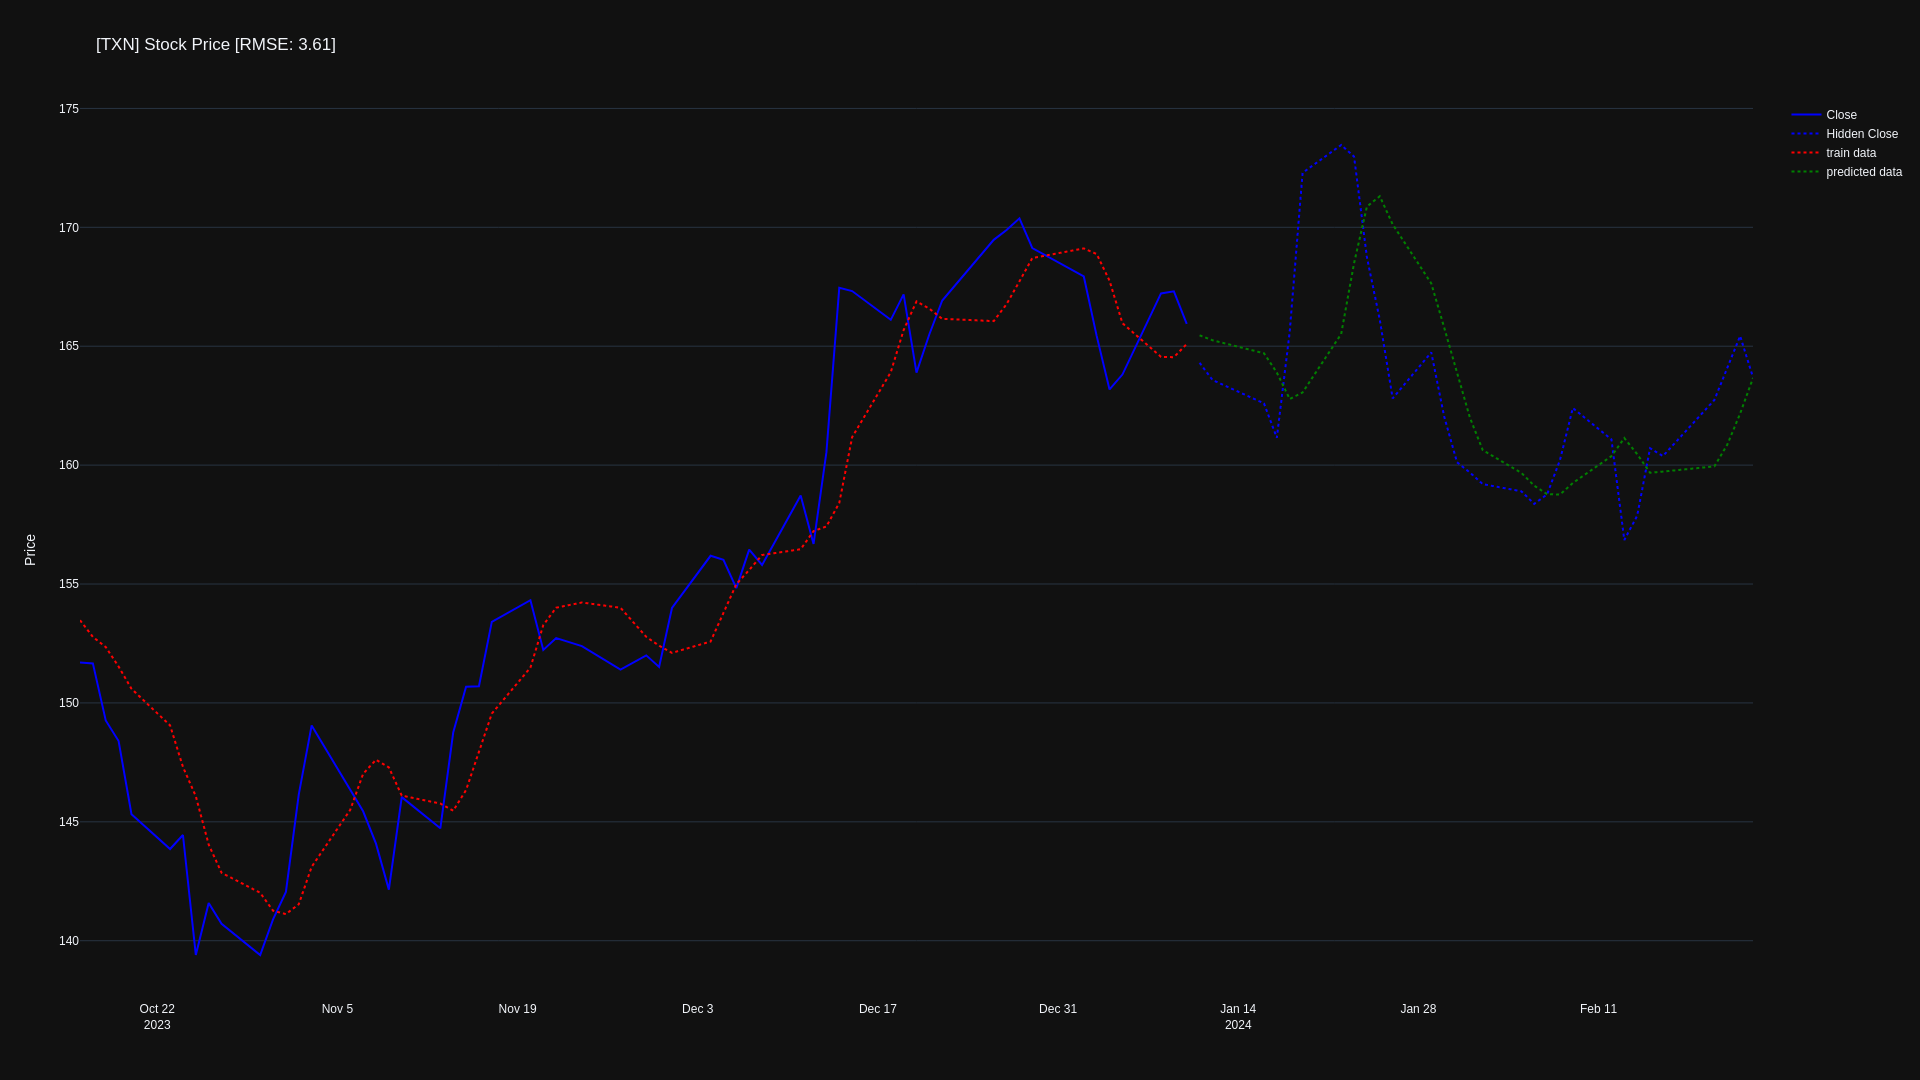 [TXN] Stock Price [RMSE: 3.61]
175
170
165
160
155
150
145
140
Price
Oct 22
2023
Nov 5
Nov 19
Dec 3
Dec 17
Dec 31
Jan 14
2024
Jan 28
Feb 11
Close
Hidden Close
train data
predicted data